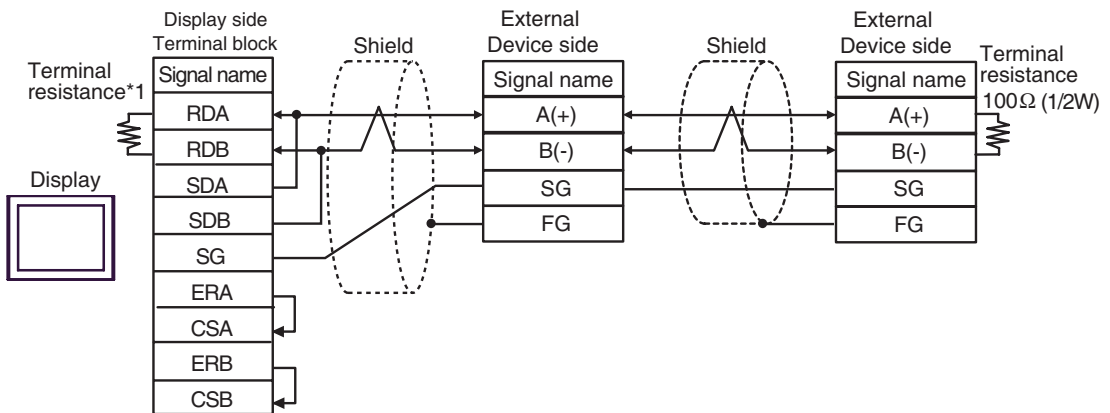 Display side
Terminal block
Signal name
RDA
RDB
SDA
SDB
SG
ERA
CSA
ERB
CSB
Terminal
resistance*1
Display
Shield
External
Device side
Signal name
A(+)
B(-)
SG
FG
Shield
External
Device side
Signal name
A(+)
B(-)
SG
FG
Terminal
resistance
100Ω (1/2W)